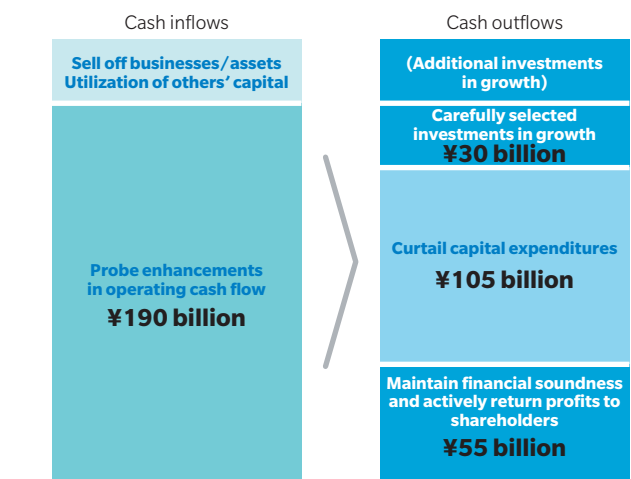 Cash inflows
Sell off businesses/assets
Utilization of others' capital
Probe enhancements
in operating cash flow
¥190 billion
Cash outflows
(Additional investments
in growth)
Carefully selected
investments in growth
¥30 billion
Curtail capital expenditures
¥105 billion
Maintain financial soundness
and actively return profits to
shareholders
¥55 billion